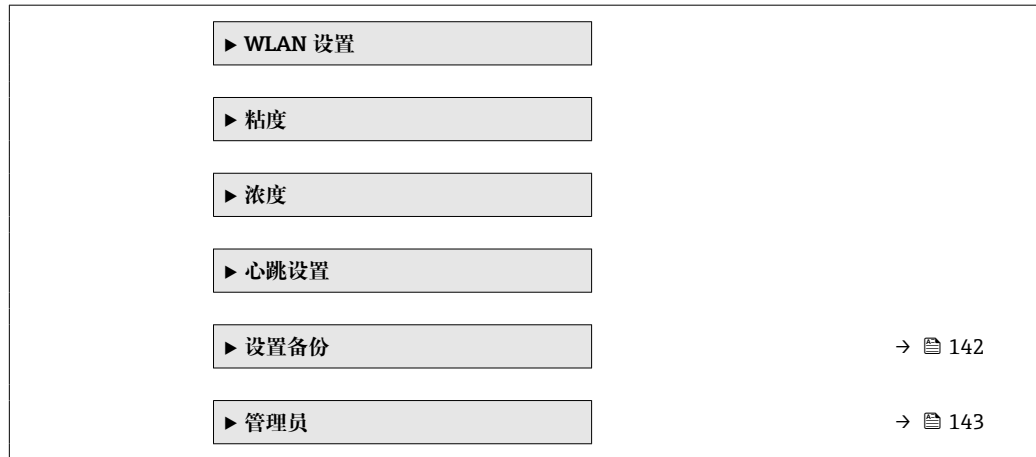 ▶ WLAN 设置
▶ 粘度
▶ 浓度
▶ 心跳设置
▶ 设置备份 → 🖹 142
▶ 管理员 → 🖹 143